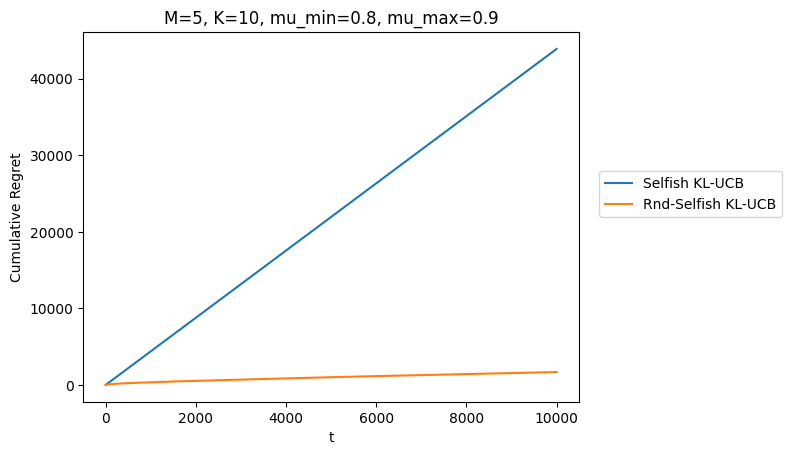 M=5, K=10, mu_min=0.8, mu_max=0.9
Cumulative Regret
40000
30000
20000
10000
0
0 2000 4000 6000 8000 10000
t
Selfish KL-UCB
Rnd-Selfish KL-UCB